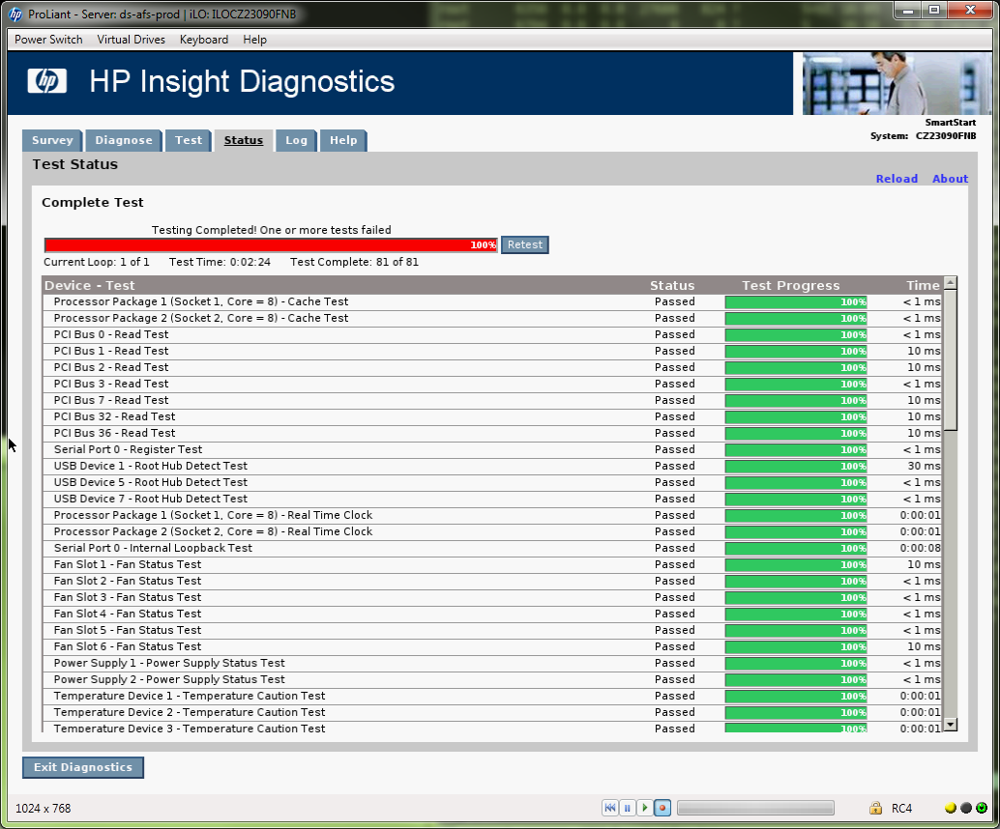 ProLiant - Server: ds-afs-prod | iLO: ILOCZ23090FNB
Power Switch Virtual Drives Keyboard Help
hp HP Insight Diagnostics
SmartStart
System: CZ23090FNB
Survey Diagnose Test Status Log Help
Test Status
Reload About
Complete Test
Testing Completed! One or more tests failed
100% Retest
Current Loop: 1 of 1 Test Time: 0:02:24 Test Complete: 81 of 81
Device - Test Status Test Progress Time
Processor Package 1 (Socket 1, Core = 8) - Cache Test Passed 100% < 1 ms
Processor Package 2 (Socket 2, Core = 8) - Cache Test Passed 100% < 1 ms
PCI Bus 0 - Read Test Passed 100% < 1 ms
PCI Bus 1 - Read Test Passed 100% 10 ms
PCI Bus 2 - Read Test Passed 100% 10 ms
PCI Bus 3 - Read Test Passed 100% < 1 ms
PCI Bus 7 - Read Test Passed 100% 10 ms
PCI Bus 32 - Read Test Passed 100% 10 ms
PCI Bus 36 - Read Test Passed 100% 10 ms
Serial Port 0 - Register Test Passed 100% < 1 ms
USB Device 1 - Root Hub Detect Test Passed 100% 30 ms
USB Device 5 - Root Hub Detect Test Passed 100% < 1 ms
USB Device 7 - Root Hub Detect Test Passed 100% < 1 ms
Processor Package 1 (Socket 1, Core = 8) - Real Time Clock Passed 100% 0:00:01
Processor Package 2 (Socket 2, Core = 8) - Real Time Clock Passed 100% 0:00:01
Serial Port 0 - Internal Loopback Test Passed 100% 0:00:08
Fan Slot 1 - Fan Status Test Passed 100% 10 ms
Fan Slot 2 - Fan Status Test Passed 100% < 1 ms
Fan Slot 3 - Fan Status Test Passed 100% < 1 ms
Fan Slot 4 - Fan Status Test Passed 100% < 1 ms
Fan Slot 5 - Fan Status Test Passed 100% < 1 ms
Fan Slot 6 - Fan Status Test Passed 100% 10 ms
Power Supply 1 - Power Supply Status Test Passed 100% < 1 ms
Power Supply 2 - Power Supply Status Test Passed 100% < 1 ms
Temperature Device 1 - Temperature Caution Test Passed 100% 0:00:01
Temperature Device 2 - Temperature Caution Test Passed 100% 0:00:01
Temperature Device 3 - Temperature Caution Test Passed 100% 0:00:01
Exit Diagnostics
1024 x 768 RC4